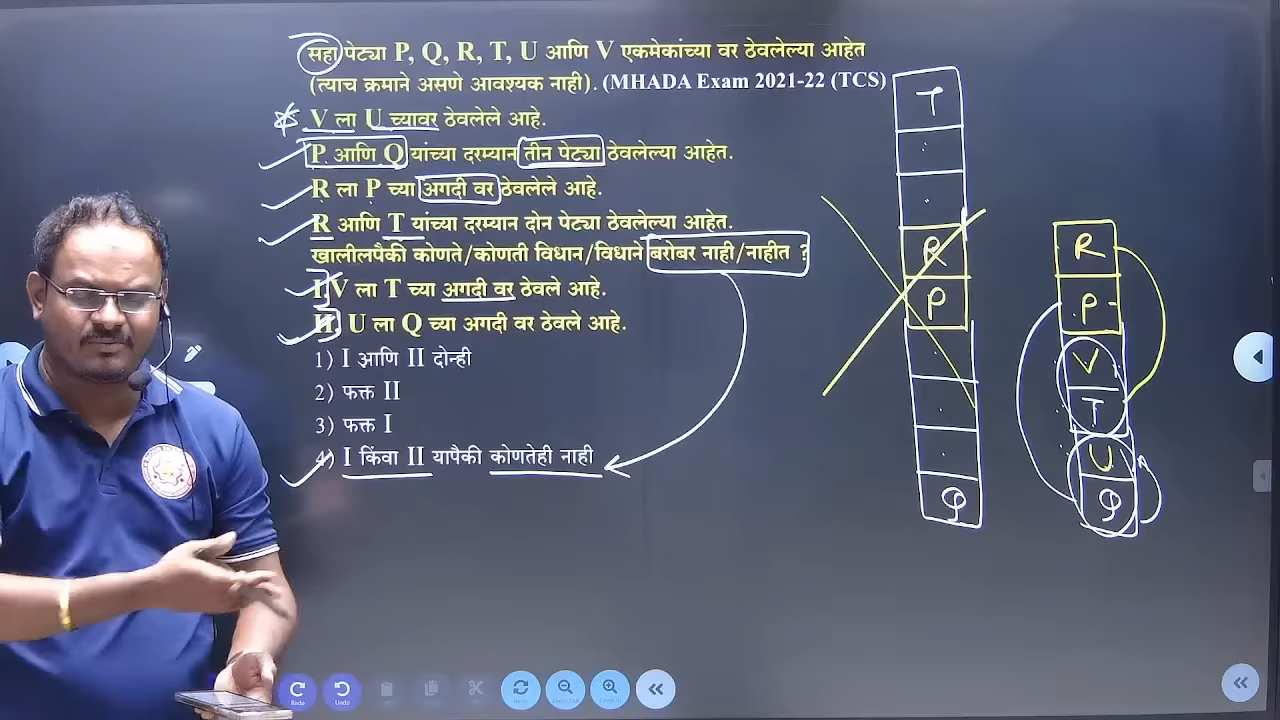 सहा पेट्या P, Q, R, T, U आणि V एकमेकांच्या वर ठेवलेल्या आहेत
(त्याच क्रमाने असणे आवश्यक नाही). (MHADA Exam 2021-22 (TCS)
V ला U च्यावर ठेवलेले आहे.
P आणि Q यांच्या दरम्यान तीन पेट्या ठेवलेल्या आहेत.
R ला P च्या अगदी वर ठेवलेले आहे.
R आणि T यांच्या दरम्यान दोन पेट्या ठेवलेल्या आहेत.
खालीलपैकी कोणते/कोणती विधान/विधाने बरोबर नाही/नाहीत ?
I. V ला T च्या अगदी वर ठेवले आहे.
II. U ला Q च्या अगदी वर ठेवले आहे.
1) I आणि II दोन्ही
2) फक्त II
3) फक्त I
4) I किंवा II यापैकी कोणतेही नाही
T
R
P
Q
R
P
V
T
U
Q
Redo
Undo